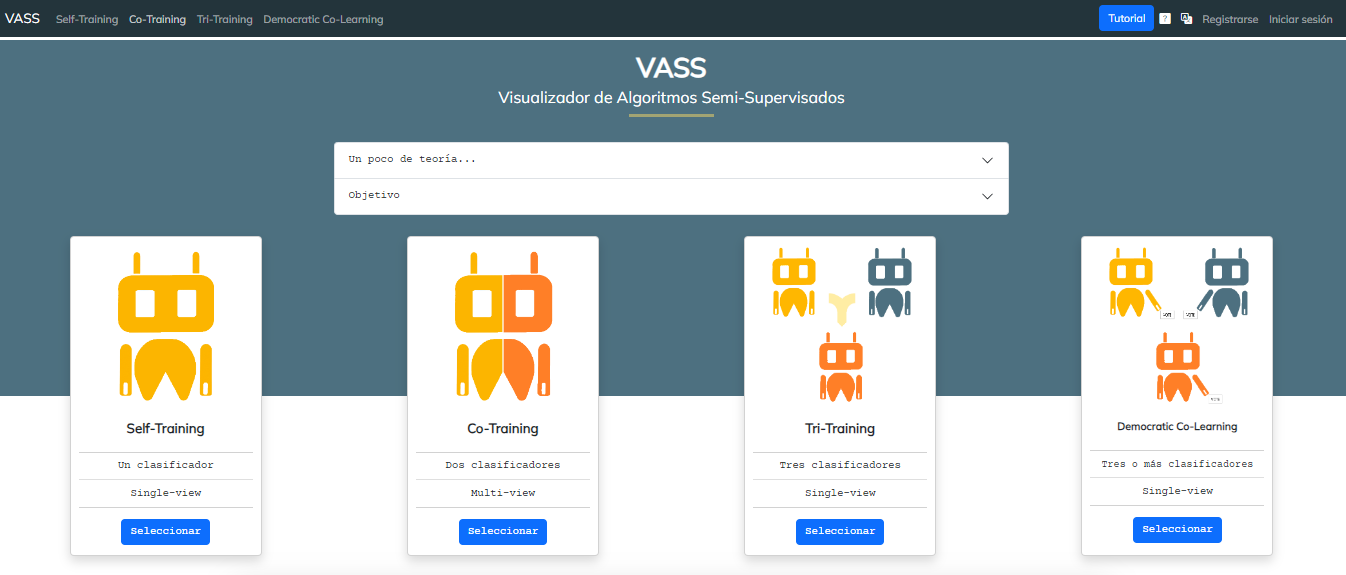 VASS Self-Training Co-Training Tri-Training Democratic Co-Learning Tutorial ? Registrarse Iniciar sesión
VASS
Visualizador de Algoritmos Semi-Supervisados
Un poco de teoría...
Objetivo
Self-Training
Un clasificador
Single-view
Seleccionar
Co-Training
Dos clasificadores
Multi-view
Seleccionar
Tri-Training
Tres clasificadores
Single-view
Seleccionar
Democratic Co-Learning
Tres o más clasificadores
Single-view
Seleccionar